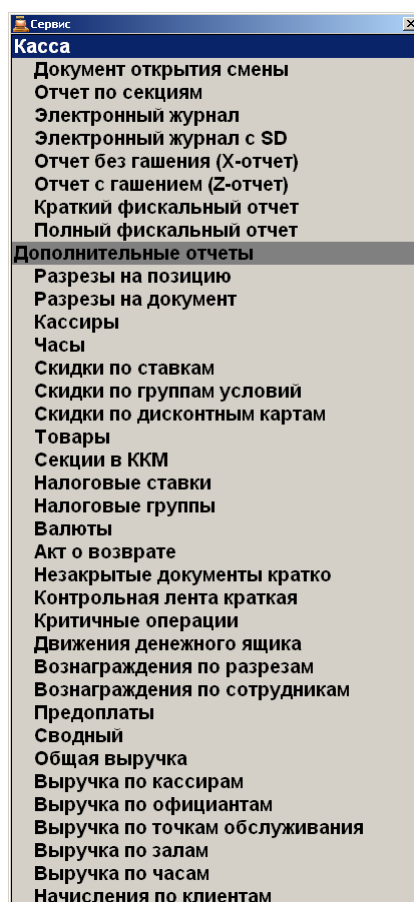 Сервис
Касса
Документ открытия смены
Отчет по секциям
Электронный журнал
Электронный журнал с SD
Отчет без гашения (X-отчет)
Отчет с гашением (Z-отчет)
Краткий фискальный отчет
Полный фискальный отчет
Дополнительные отчеты
Разрезы на позицию
Разрезы на документ
Кассиры
Часы
Скидки по ставкам
Скидки по группам условий
Скидки по дисконтным картам
Товары
Секции в ККМ
Налоговые ставки
Налоговые группы
Валюты
Акт о возврате
Незакрытые документы кратко
Контрольная лента краткая
Критичные операции
Движения денежного ящика
Вознаграждения по разрезам
Вознаграждения по сотрудникам
Предоплаты
Сводный
Общая выручка
Выручка по кассирам
Выручка по официантам
Выручка по точкам обслуживания
Выручка по залам
Выручка по часам
Начисления по клиентам